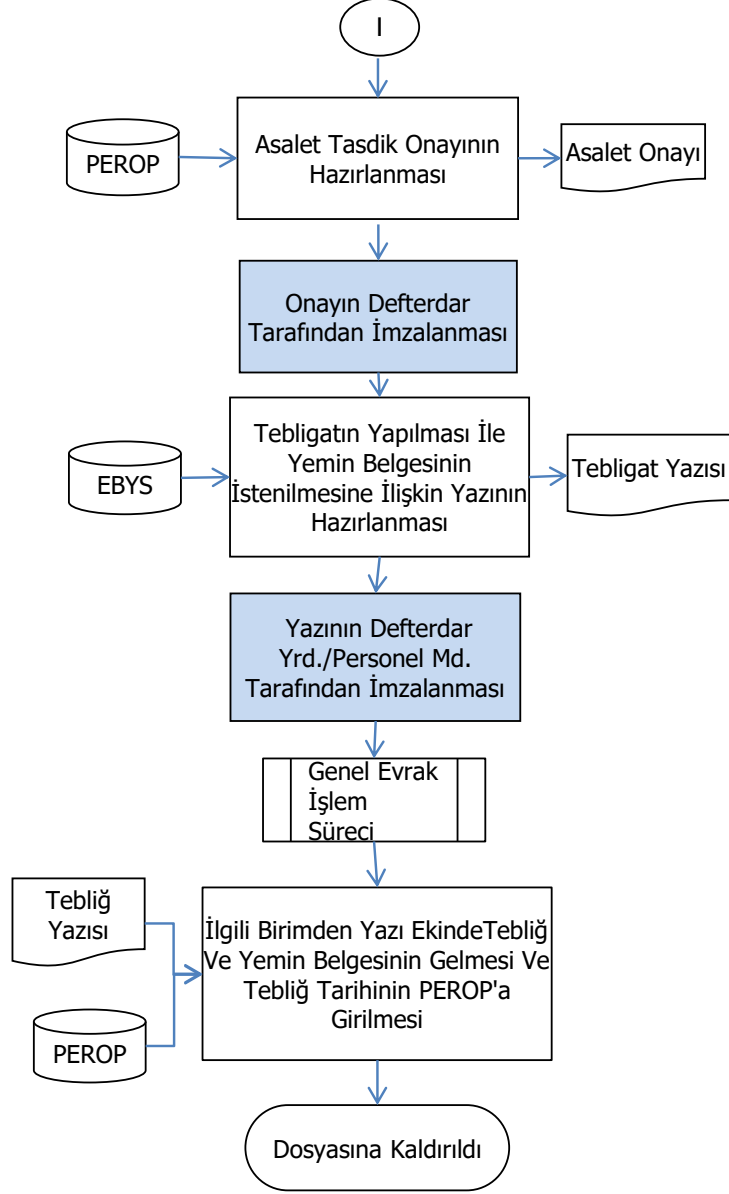 I
PEROP
Asalet Tasdik Onayının
Hazırlanması
Asalet Onayı
Onayın Defterdar
Tarafından İmzalanması
EBYS
Tebligatın Yapılması İle
Yemin Belgesinin
İstenilmesine İlişkin Yazının
Hazırlanması
Tebligat Yazısı
Yazının Defterdar
Yrd./Personel Md.
Tarafından İmzalanması
Genel Evrak
İşlem
Süreci
Tebliğ
Yazısı
PEROP
İlgili Birimden Yazı EkindeTebliğ
Ve Yemin Belgesinin Gelmesi Ve
Tebliğ Tarihinin PEROP'a
Girilmesi
Dosyasına Kaldırıldı